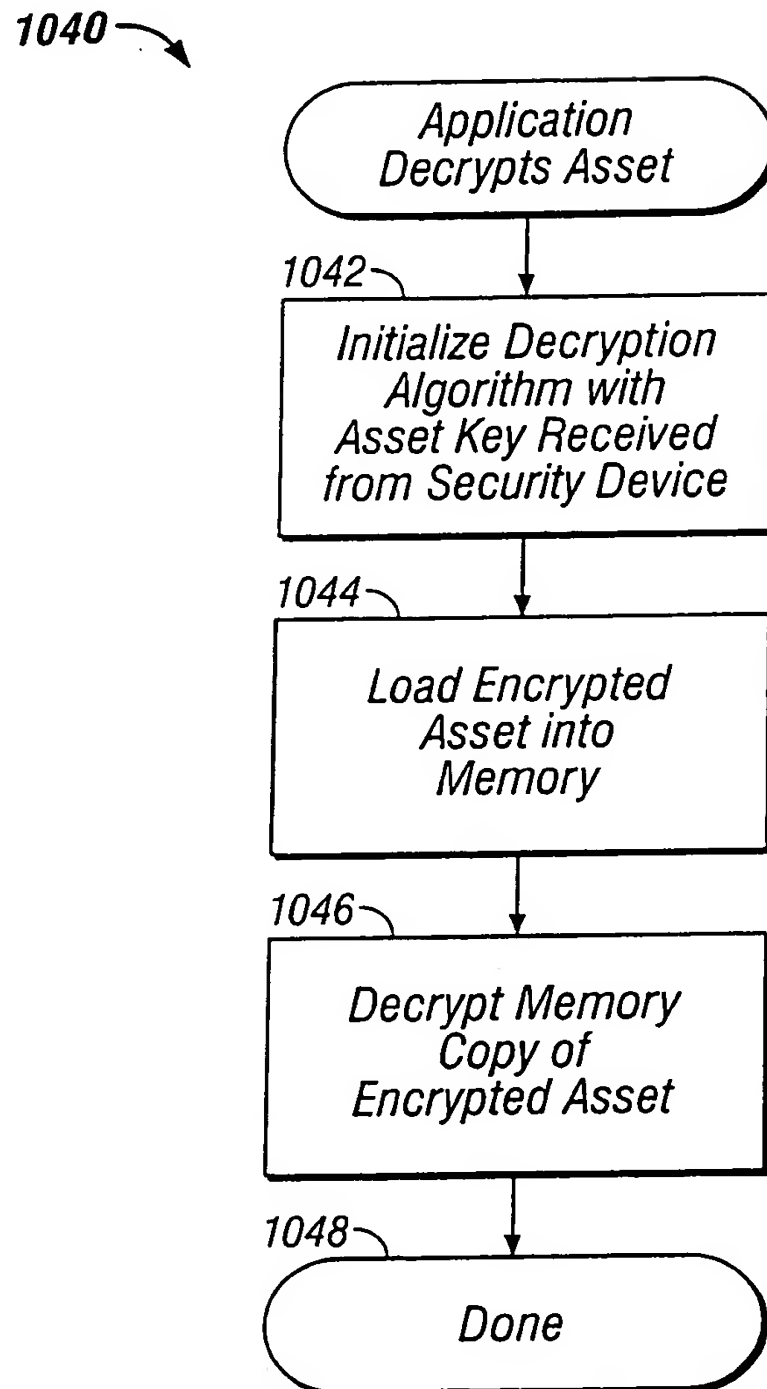 1040
Application
Decrypts Asset
1042
Initialize Decryption
Algorithm with
Asset Key Received
from Security Device
1044
Load Encrypted
Asset into
Memory
1046
Decrypt Memory
Copy of
Encrypted Asset
1048
Done